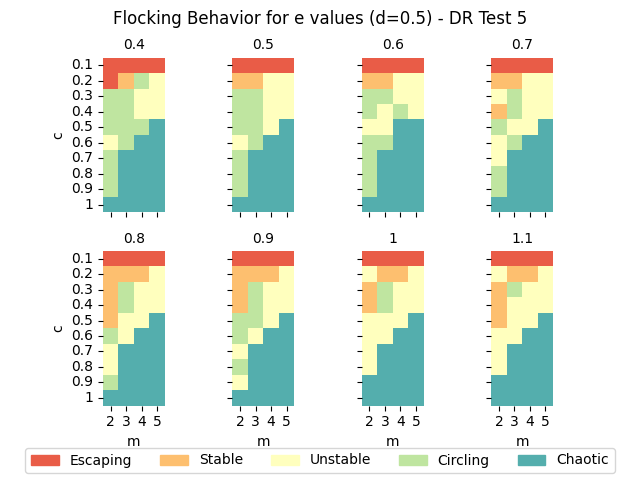 Flocking Behavior for e values (d=0.5) - DR Test 5
0.4 0.5 0.6 0.7
0.1
0.2
0.3
0.4
0.5
0.6
0.7
0.8
0.9
1
c
0.8 0.9 1 1.1
0.1
0.2
0.3
0.4
0.5
0.6
0.7
0.8
0.9
1
c
2 3 4 5 2 3 4 5 2 3 4 5 2 3 4 5
m m m m
Escaping Stable Unstable Circling Chaotic